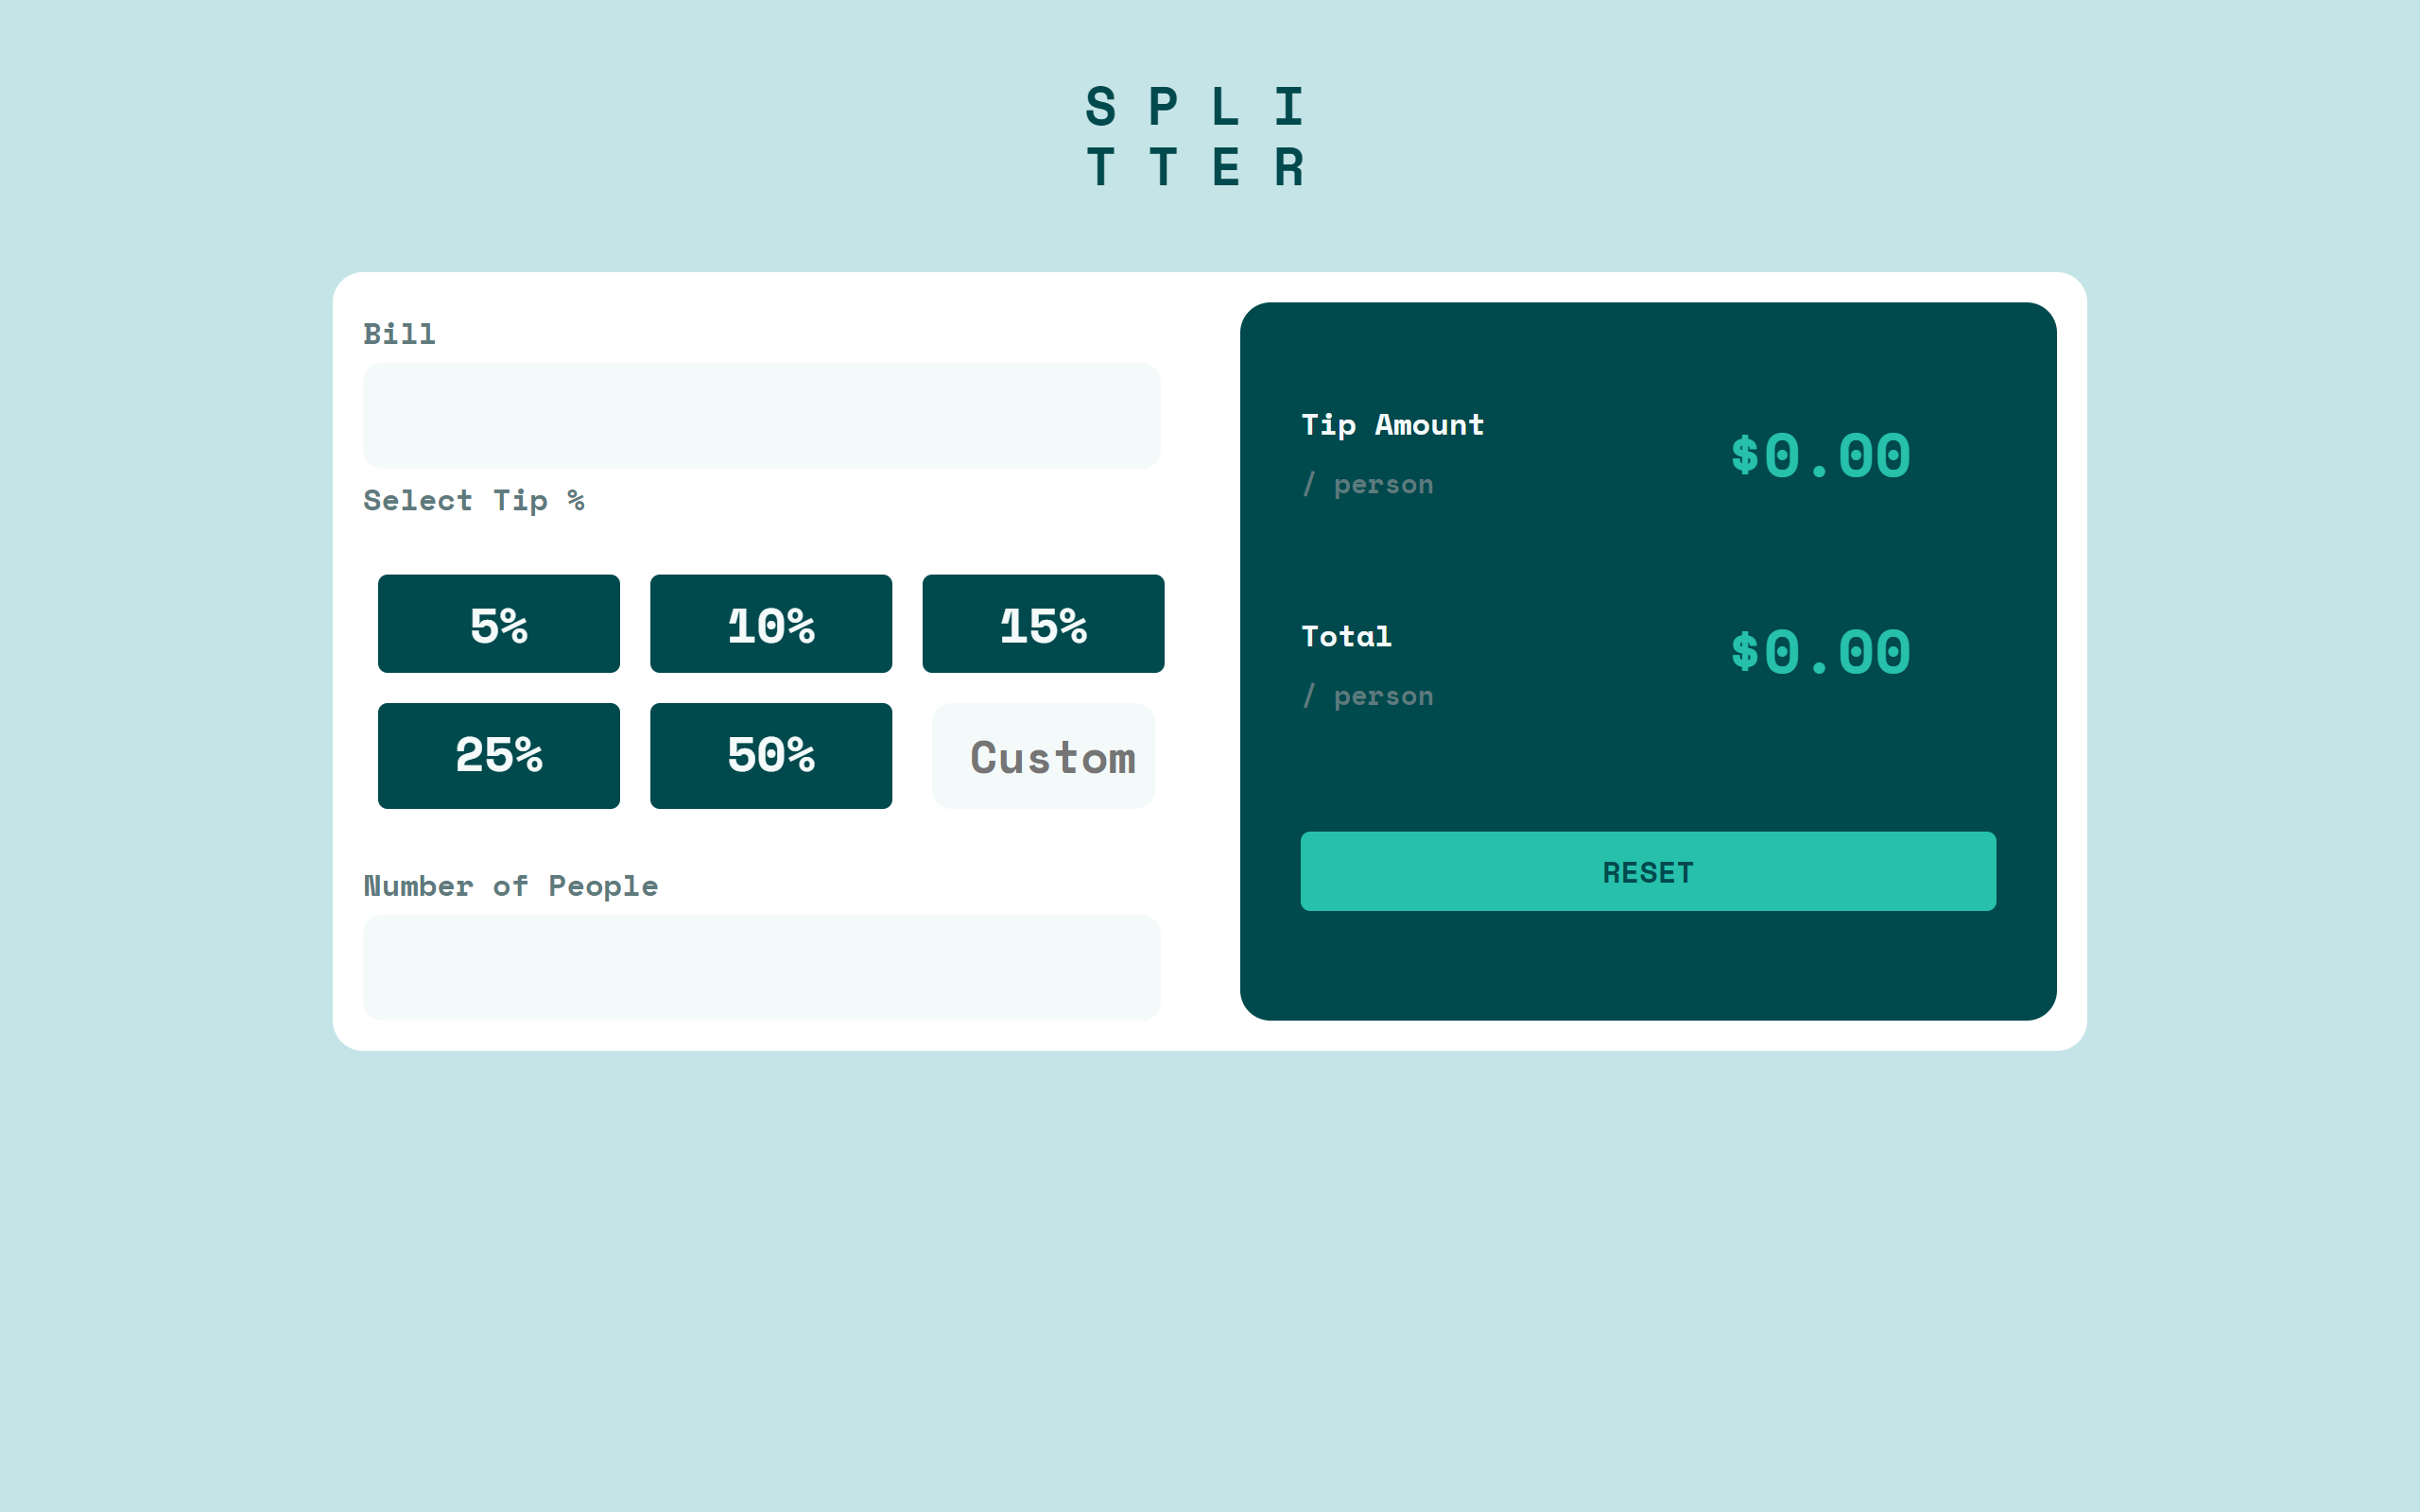 S P L I
T T E R
Bill
Select Tip %
5%
10%
15%
25%
50%
Custom
Number of People
Tip Amount
/ person
$0.00
Total
/ person
$0.00
RESET